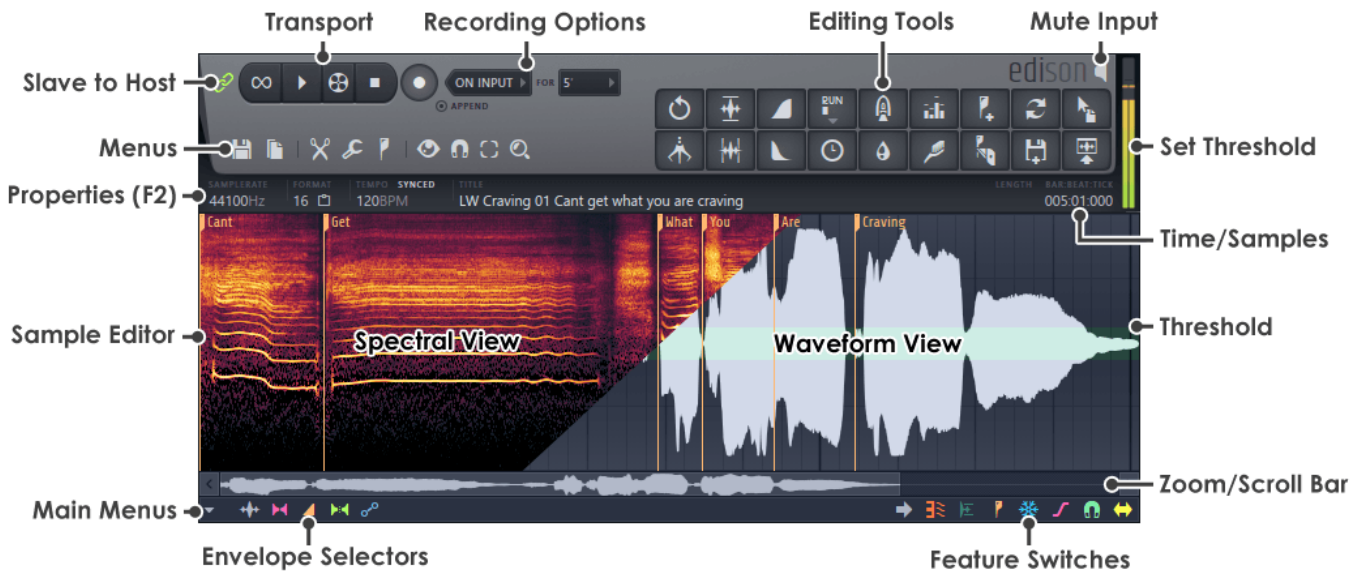 Transport
Recording Options
Editing Tools
Mute Input
Slave to Host
edison
ON INPUT FOR 5'
APPEND
RUN
Menus
Set Threshold
Properties (F2)
SAMPLERATE FORMAT TEMPO SYNCED TITLE LENGTH BAR:BEAT:TICK
44100Hz 16 120BPM LW Craving 01 Cant get what you are craving 005:01:000
Cant Get What You Are Craving
Time/Samples
Sample Editor
Spectral View
Waveform View
Threshold
Zoom/Scroll Bar
Main Menus
Envelope Selectors
Feature Switches